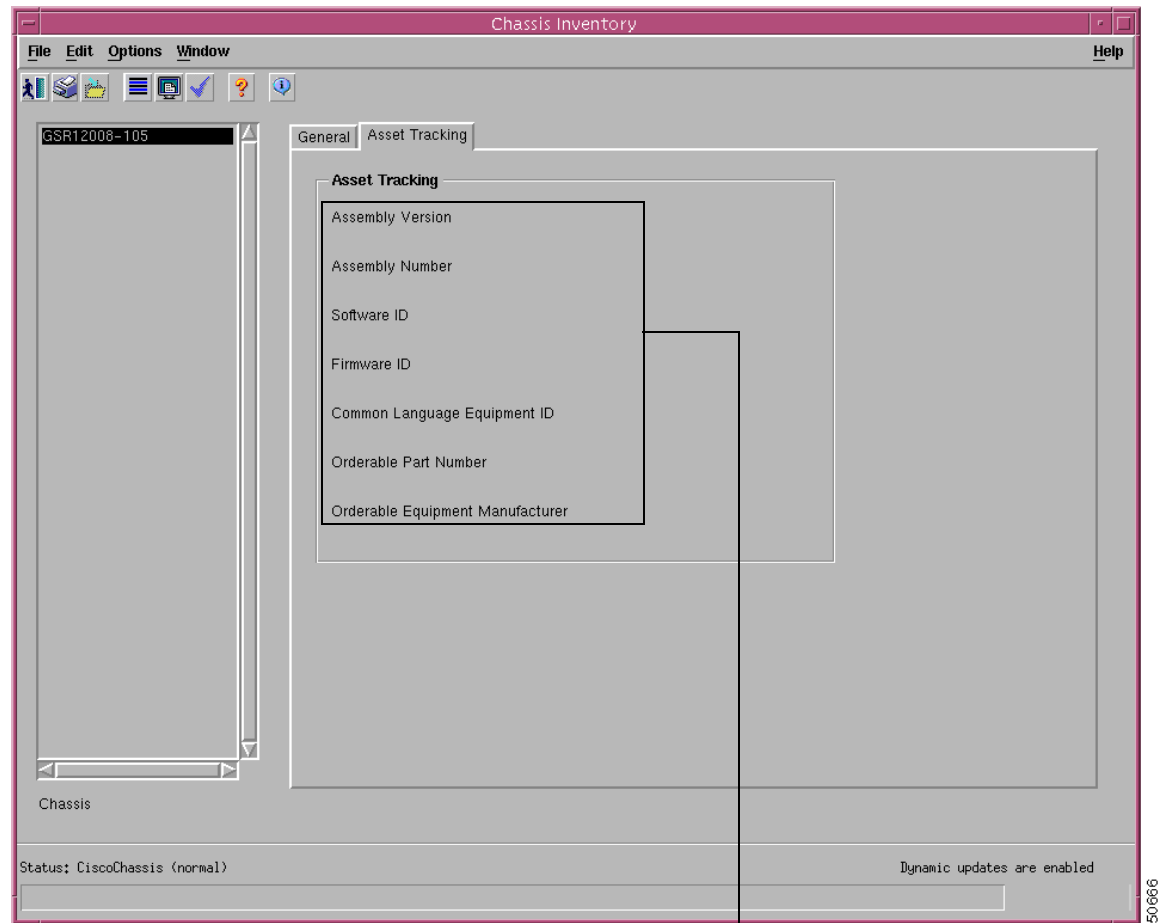 Chassis Inventory
File Edit Options Window Help
GSR12008-105
General Asset Tracking
Asset Tracking
Assembly Version
Assembly Number
Software ID
Firmware ID
Common Language Equipment ID
Orderable Part Number
Orderable Equipment Manufacturer
Chassis
Status: CiscoChassis (normal) Dynamic updates are enabled
50666